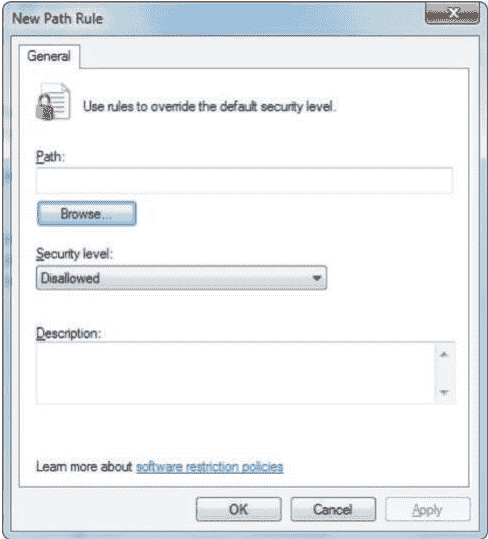 New Path Rule
General
Use rules to override the default security level.
Path:
Browse...
Security level:
Disallowed
Description:
Learn more about software restriction policies
OK Cancel Apply